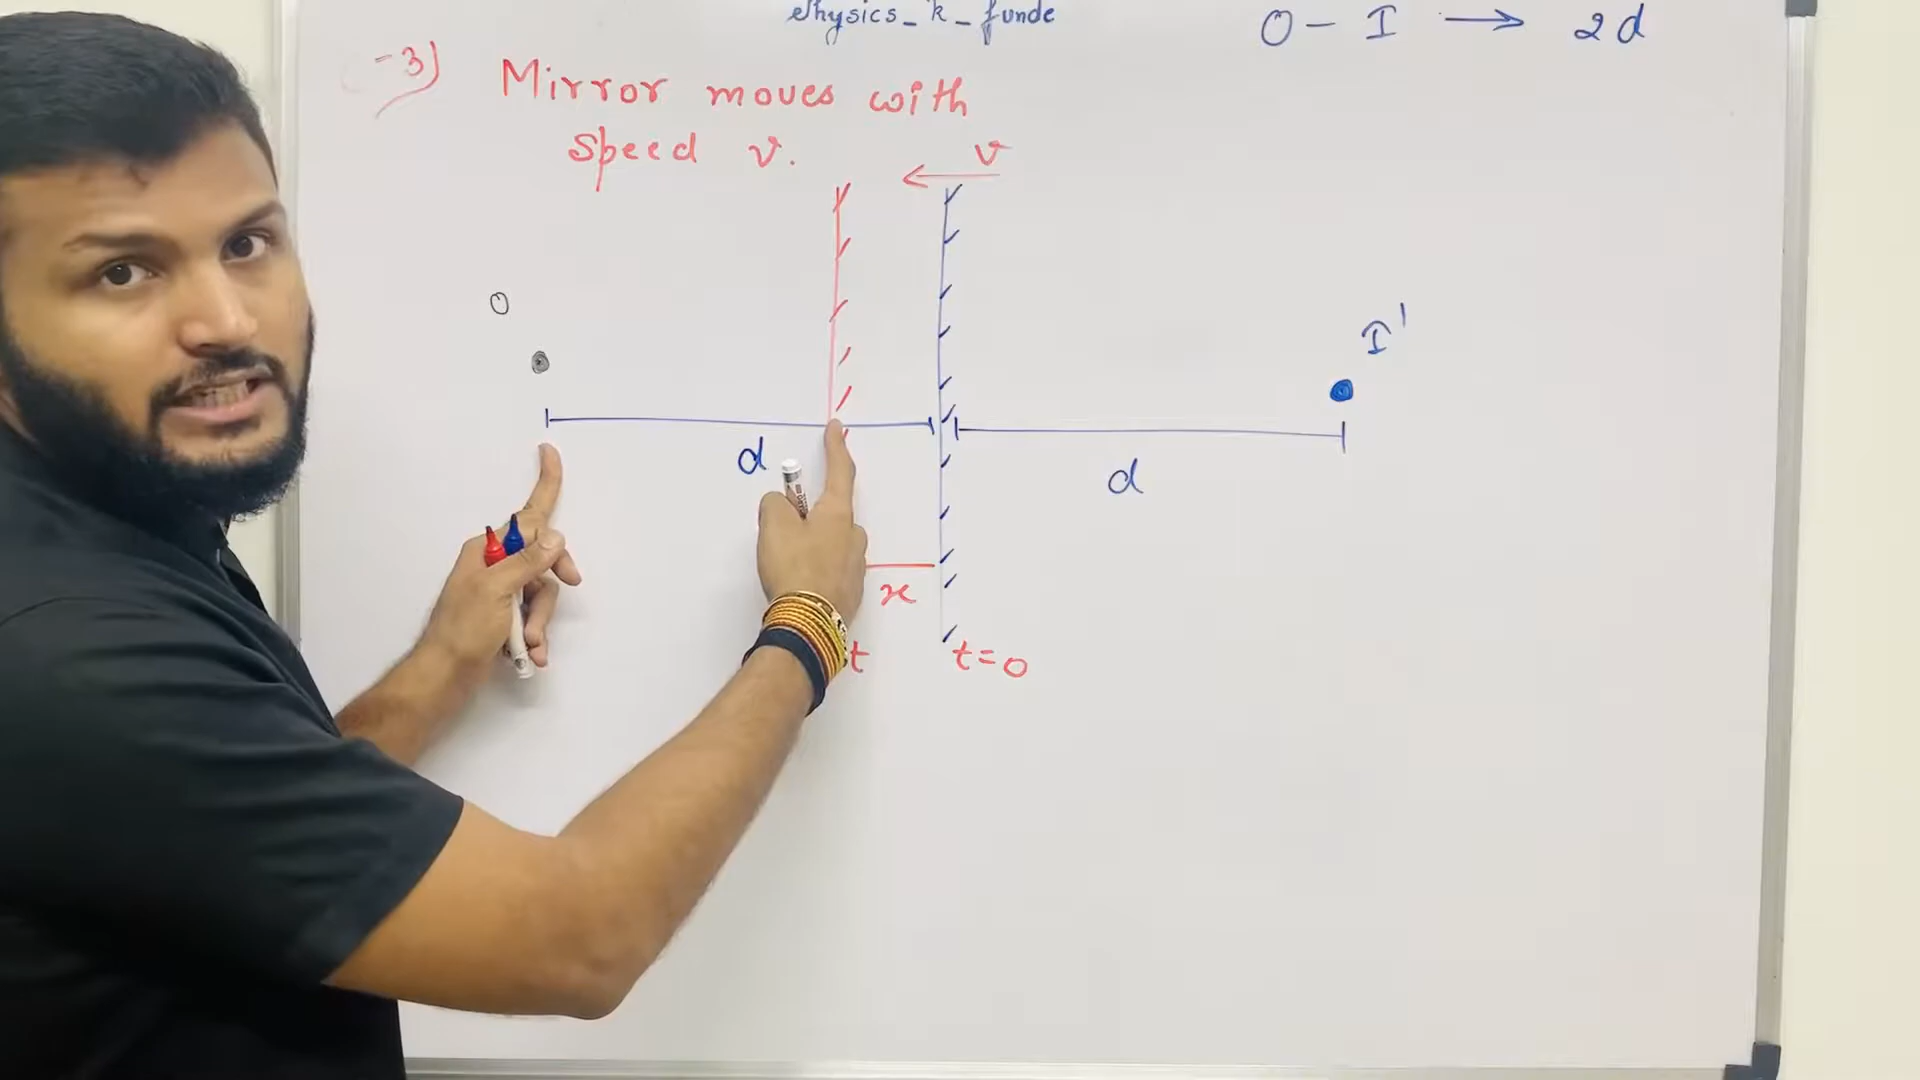 Physics_k_funde
O - I → 2d
-3) Mirror moves with
speed v.
v
O
I'
d
d
x
t
t=0